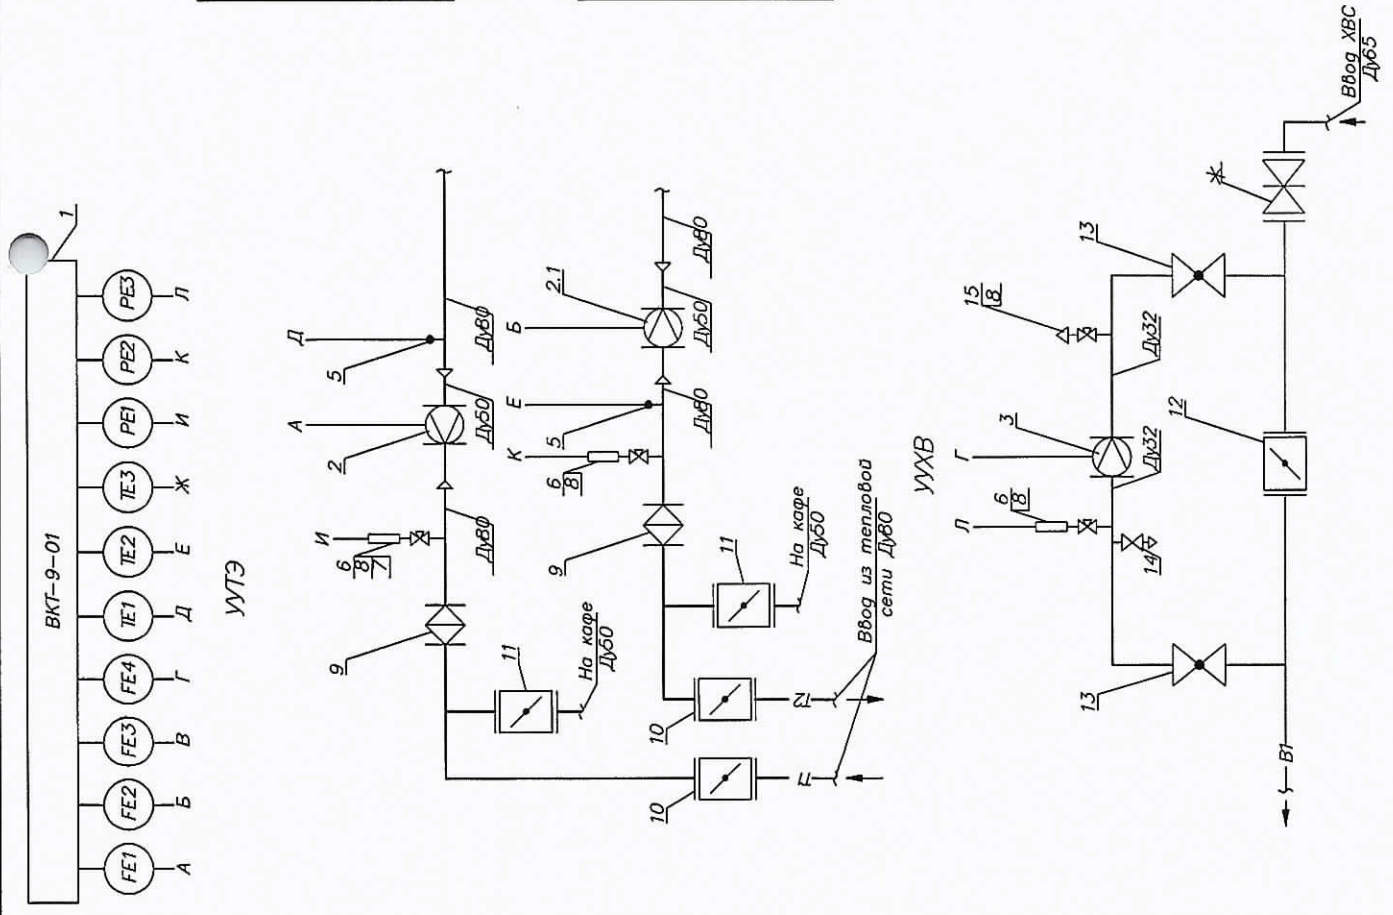 ВКТ-9-01
1
FE1 FE2 FE3 FE4 TE1 TE2 TE3 PE1 PE2 PE3
А Б В Г Д Е Ж И К Л
УУТЭ
И А Д
9
6
8
7
2
5
Ду80
Ду50
Ду80
11
На кафе
Ду50
К Е Б
9
6
8
5
2.1
Ду80
Ду50
Ду80
10
10
11
На кафе
Ду50
Т1
Т2
Ввод из тепловой
сети Ду80
УУХВ
Л Г
6
8
3
15
8
13
13
14
Ду32
Ду32
12
*
В1
Ввод ХВС
Ду65